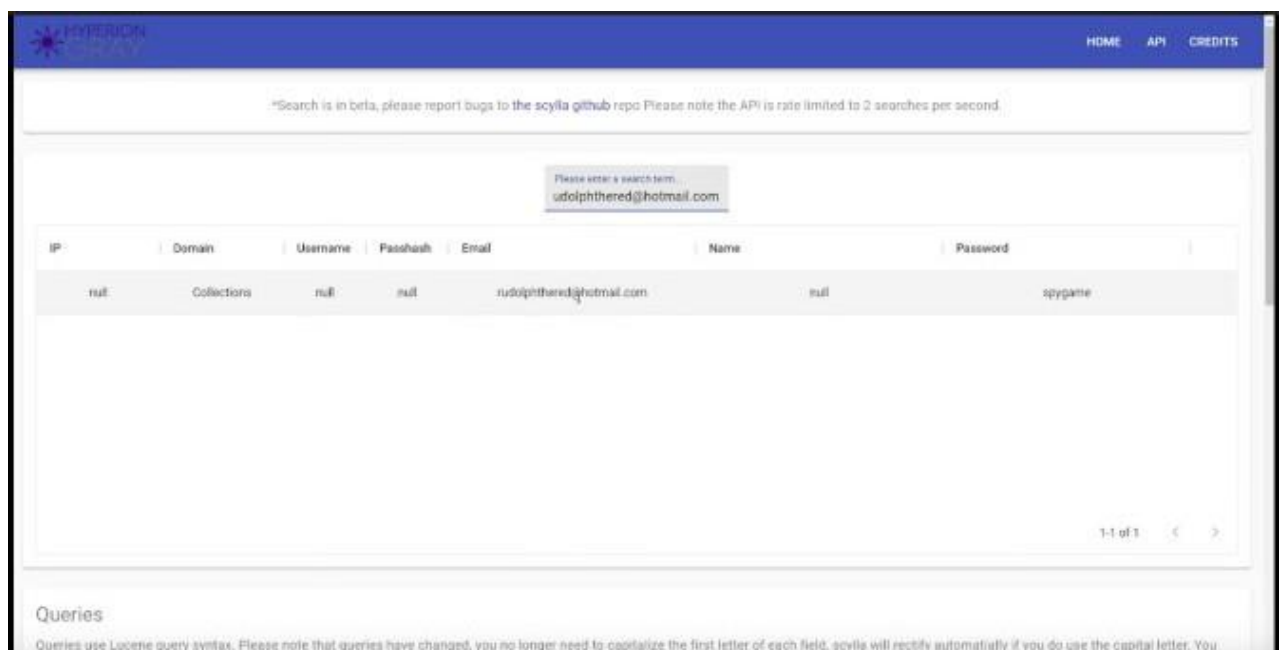 HYPERION
GRAY
HOME API CREDITS
*Search is in beta, please report bugs to the scylla github repo Please note the API is rate limited to 2 searches per second.
Please enter a search term...
udolphthered@hotmail.com
IP Domain Username Passhash Email Name Password
null Collections null null rudolphthered@hotmail.com null spygame
1-1 of 1
Queries
Queries use Lucene query syntax. Please note that queries have changed, you no longer need to capitalize the first letter of each field, scylla will rectify automatially if you do use the capital letter. You